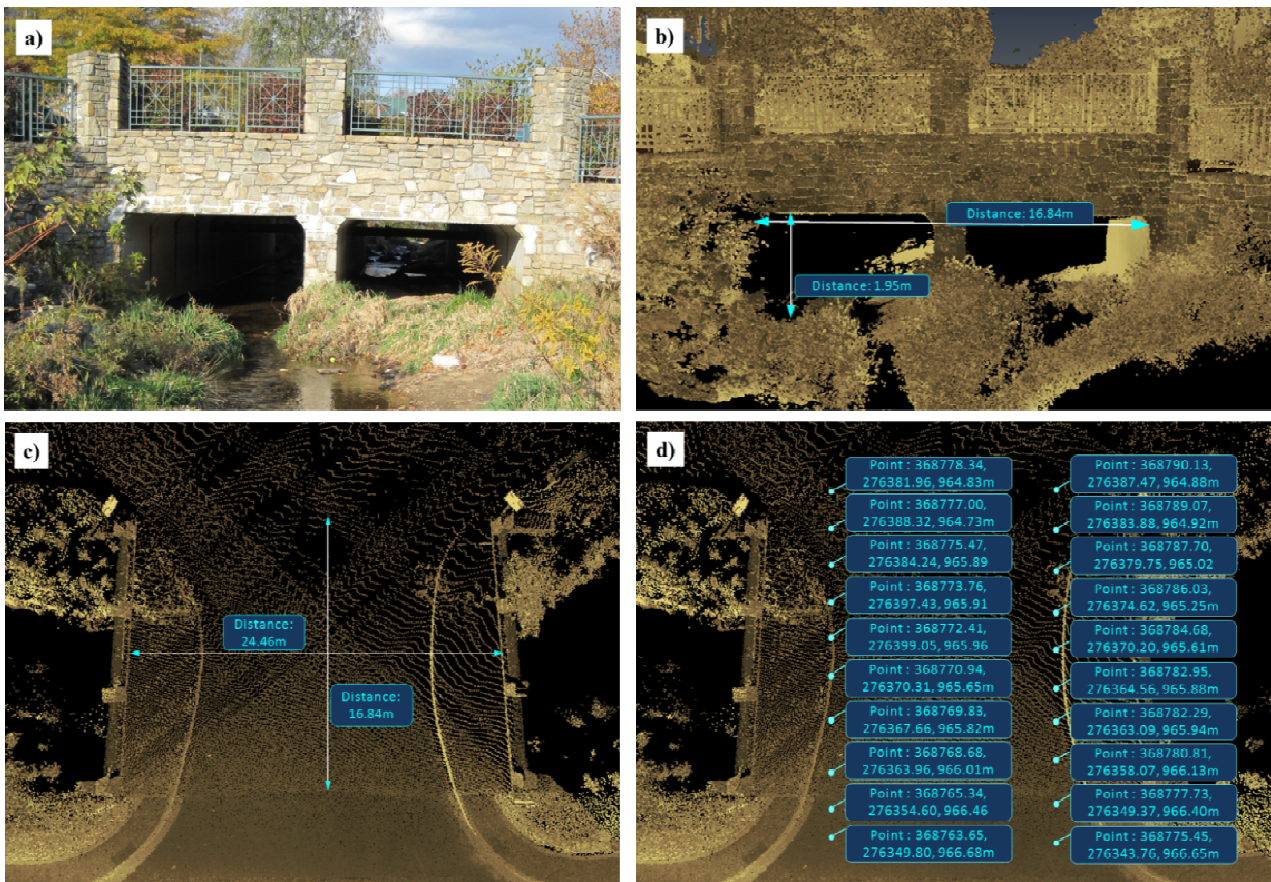 a)
b)
Distance: 16.84m
Distance: 1.95m
c)
Distance:
24.46m
Distance:
16.84m
d)
Point : 368778.34,
276381.96, 964.83m
Point : 368777.00,
276388.32, 964.73m
Point : 368775.47,
276384.24, 965.89
Point : 368773.76,
276397.43, 965.91
Point : 368772.41,
276399.05, 965.96
Point : 368770.94,
276370.31, 965.65m
Point : 368769.83,
276367.66, 965.82m
Point : 368768.68,
276363.96, 966.01m
Point : 368765.34,
276354.60, 966.46
Point : 368763.65,
276349.80, 966.68m
Point : 368790.13,
276387.47, 964.88m
Point : 368789.07,
276383.88, 964.92m
Point : 368787.70,
276379.75, 965.02
Point : 368786.03,
276374.62, 965.25m
Point : 368784.68,
276370.20, 965.61m
Point : 368782.95,
276364.56, 965.88m
Point : 368782.29,
276363.09, 965.94m
Point : 368780.81,
276358.07, 966.13m
Point : 368777.73,
276349.37, 966.40m
Point : 368775.45,
276343.76, 966.65m